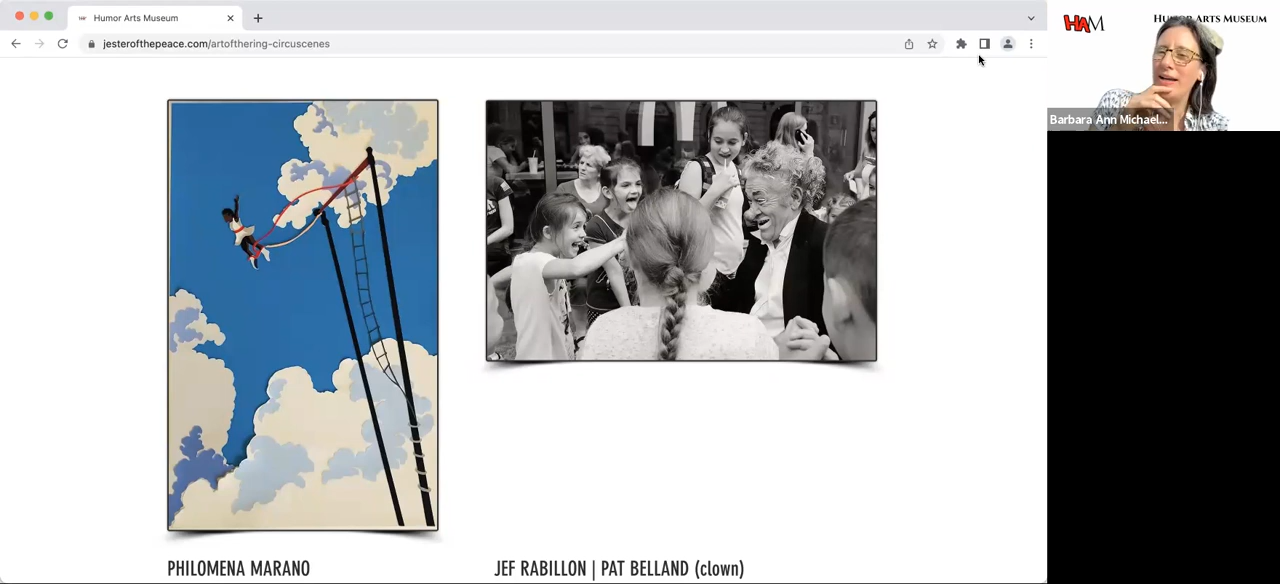 Humor Arts Museum
jesterofthepeace.com/artofthering-circuscenes
HAM
HUMOR ARTS MUSEUM
Barbara Ann Michael...
PHILOMENA MARANO
JEF RABILLON | PAT BELLAND (clown)